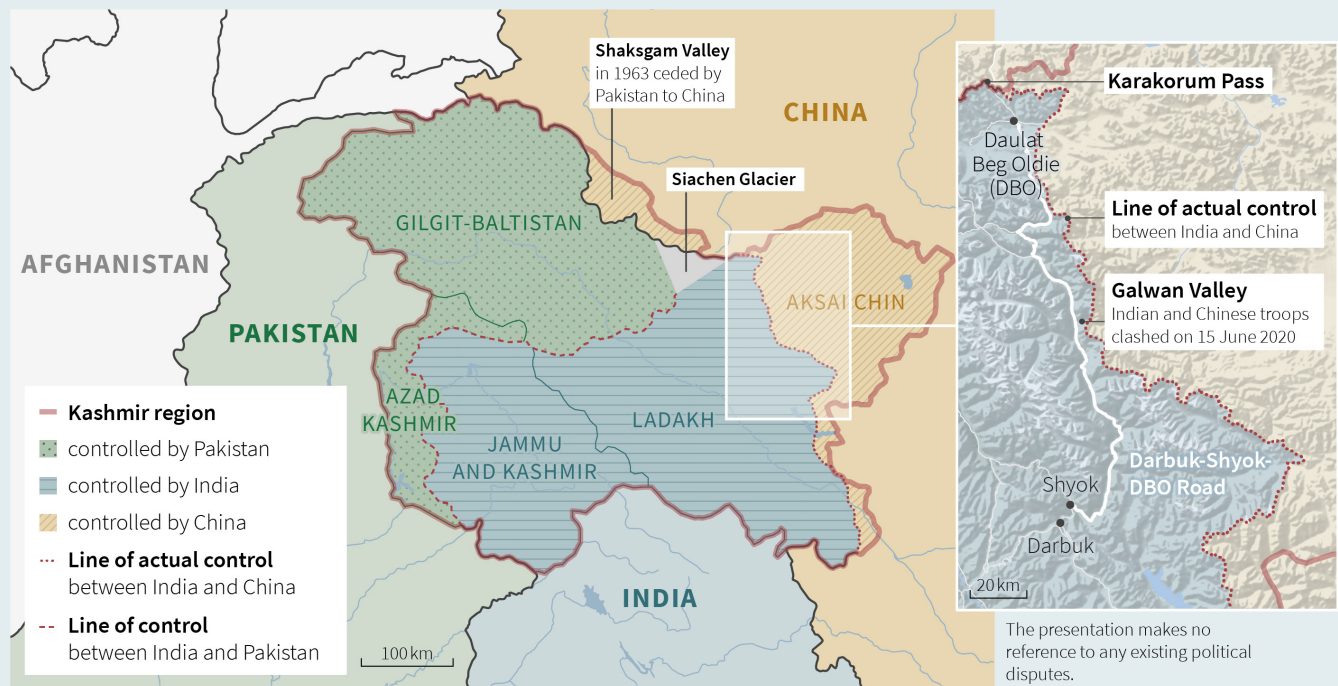 Shaksgam Valley
in 1963 ceded by
Pakistan to China
CHINA
Siachen Glacier
GILGIT-BALTISTAN
AFGHANISTAN
AKSAI CHIN
PAKISTAN
AZAD
KASHMIR
LADAKH
JAMMU
AND KASHMIR
INDIA
Kashmir region
controlled by Pakistan
controlled by India
controlled by China
Line of actual control
between India and China
Line of control
between India and Pakistan
100 km
Karakorum Pass
Daulat
Beg Oldie
(DBO)
Line of actual control
between India and China
Galwan Valley
Indian and Chinese troops
clashed on 15 June 2020
Darbuk-Shyok-
DBO Road
Shyok
Darbuk
20 km
The presentation makes no
reference to any existing political
disputes.